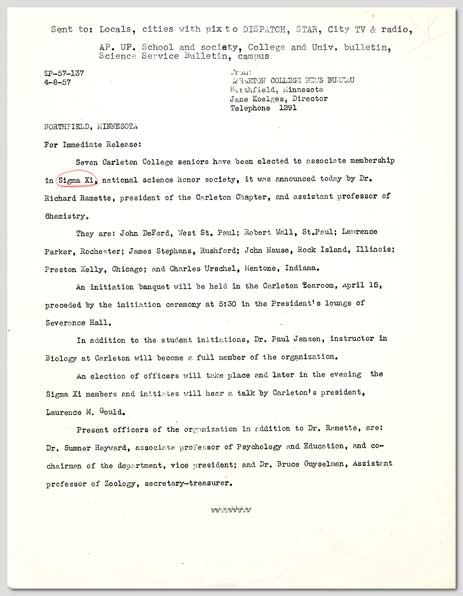 Sent to: Locals, cities with pix to DISPATCH, STAR, City TV & radio,
AP. UP. School and society, College and Univ. bulletin,
Science Service Bulletin, campus
SP-57-137
4-8-57
From:
CARLETON COLLEGE NEWS BUREAU
Northfield, Minnesota
Jane Koelges, Director
Telephone 1291
NORTHFIELD, MINNESOTA
For Immediate Release:
Seven Carleton College seniors have been elected to associate membership
in Sigma Xi, national science honor society, it was announced today by Dr.
Richard Ramette, president of the Carleton Chapter, and assistant professor of
Chemistry.
They are: John DeFord, West St. Paul; Robert Wall, St.Paul; Lawrence
Parker, Rochester; James Stephans, Rushford; John Hause, Rock Island, Illinois;
Preston Kelly, Chicago; and Charles Urschel, Mentone, Indiana.
An initiation banquet will be held in the Carleton Tearoom, April 15,
preceded by the initiation ceremony at 5:30 in the President's lounge of
Severance Hall.
In addition to the student initiations, Dr. Paul Jensen, instructor in
Biology at Carleton will become a full member of the organization.
An election of officers will take place and later in the evening the
Sigma Xi members and initiates will hear a talk by Carleton's president,
Laurence M. Gould.
Present officers of the organization in addition to Dr. Ramette, are:
Dr. Sumner Hayward, associate professor of Psychology and Education, and co-
chairman of the department, vice president; and Dr. Bruce Guyselman, Assistant
professor of Zoology, secretary-treasurer.